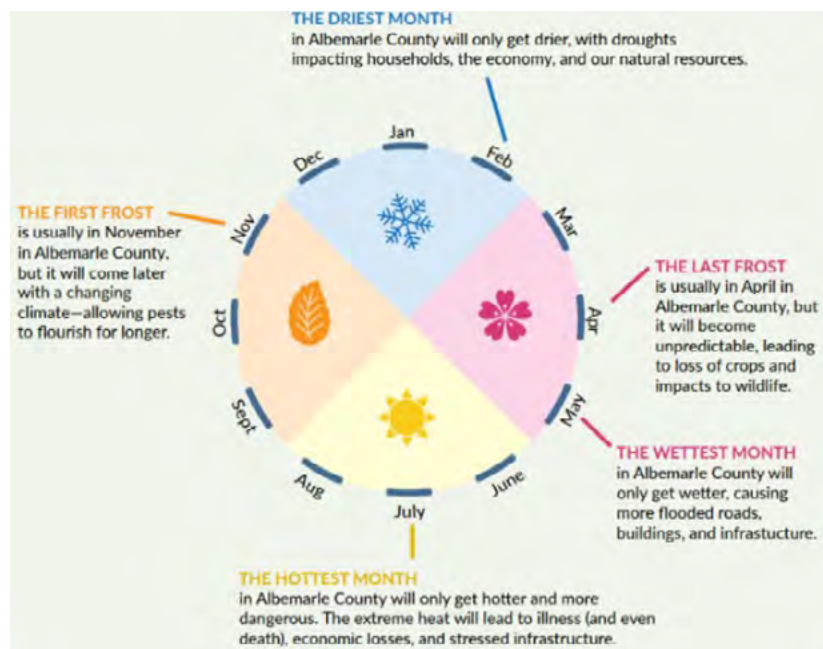 THE DRIEST MONTH
in Albemarle County will only get drier, with droughts
impacting households, the economy, and our natural resources.
Jan
Feb
Mar
Apr
May
June
July
Aug
Sept
Oct
Nov
Dec
THE FIRST FROST
is usually in November
in Albemarle County,
but it will come later
with a changing
climate—allowing pests
to flourish for longer.
THE LAST FROST
is usually in April in
Albemarle County, but
it will become
unpredictable, leading
to loss of crops and
impacts to wildlife.
THE WETTEST MONTH
in Albemarle County will
only get wetter, causing
more flooded roads,
buildings, and infrastucture.
THE HOTTEST MONTH
in Albemarle County will only get hotter and more
dangerous. The extreme heat will lead to illness (and even
death), economic losses, and stressed infrastructure.